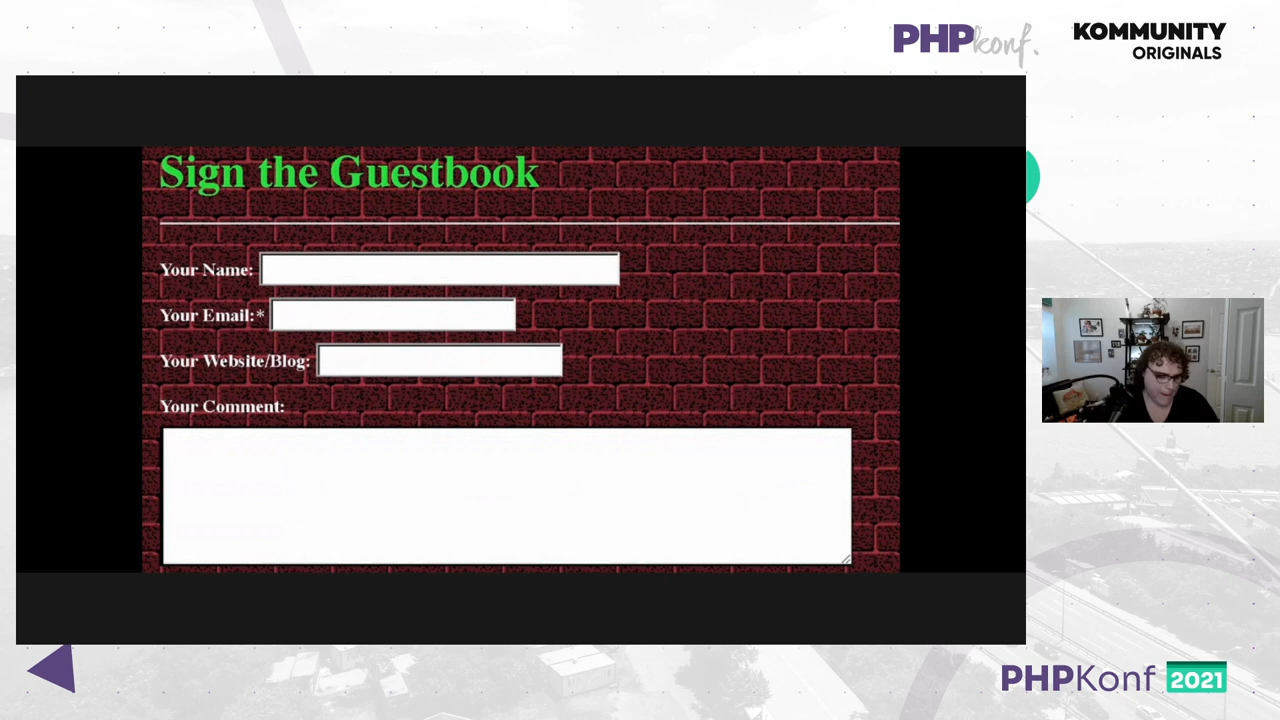 PHPkonf.
KOMMUNITY
ORIGINALS
Sign the Guestbook
Your Name:
Your Email:*
Your Website/Blog:
Your Comment:
PHPKonf 2021